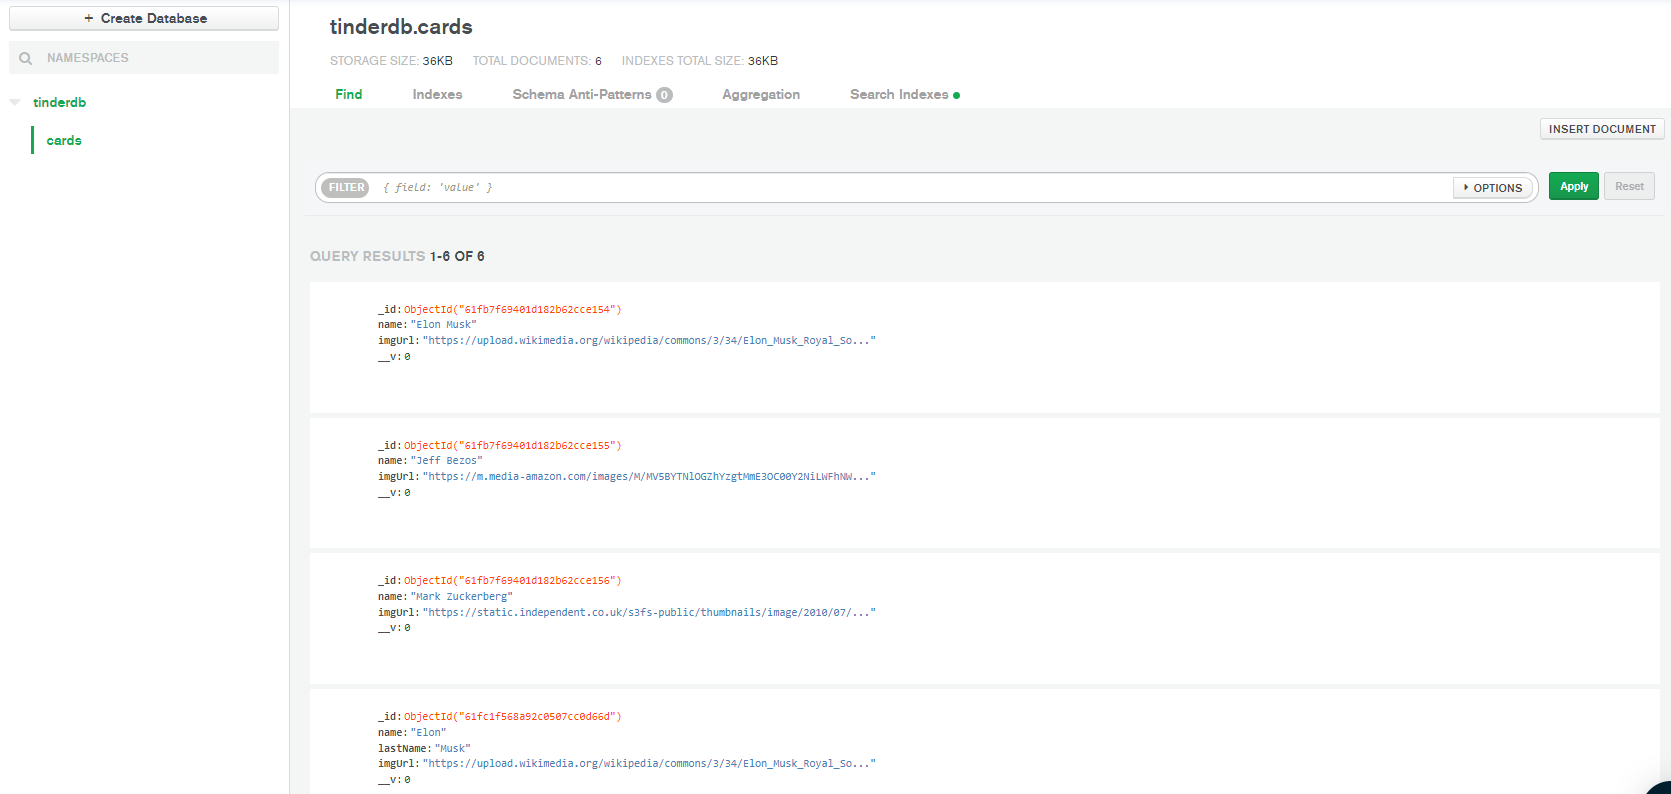 + Create Database
NAMESPACES
tinderdb
cards
tinderdb.cards
STORAGE SIZE: 36KB TOTAL DOCUMENTS: 6 INDEXES TOTAL SIZE: 36KB
Find Indexes Schema Anti-Patterns 0 Aggregation Search Indexes
INSERT DOCUMENT
FILTER { field: 'value' } OPTIONS Apply Reset
QUERY RESULTS 1-6 OF 6
_id:ObjectId("61fb7f69401d182b62cce154")
name:"Elon Musk"
imgUrl:"https://upload.wikimedia.org/wikipedia/commons/3/34/Elon_Musk_Royal_So..."
__v:0
_id:ObjectId("61fb7f69401d182b62cce155")
name:"Jeff Bezos"
imgUrl:"https://m.media-amazon.com/images/M/MV5BYTNlOGZhYzgtMmE3OC00Y2NiLWFhNW..."
__v:0
_id:ObjectId("61fb7f69401d182b62cce156")
name:"Mark Zuckerberg"
imgUrl:"https://static.independent.co.uk/s3fs-public/thumbnails/image/2010/07/..."
__v:0
_id:ObjectId("61fc1f568a92c0507cc0d66d")
name:"Elon"
lastName:"Musk"
imgUrl:"https://upload.wikimedia.org/wikipedia/commons/3/34/Elon_Musk_Royal_So..."
__v:0